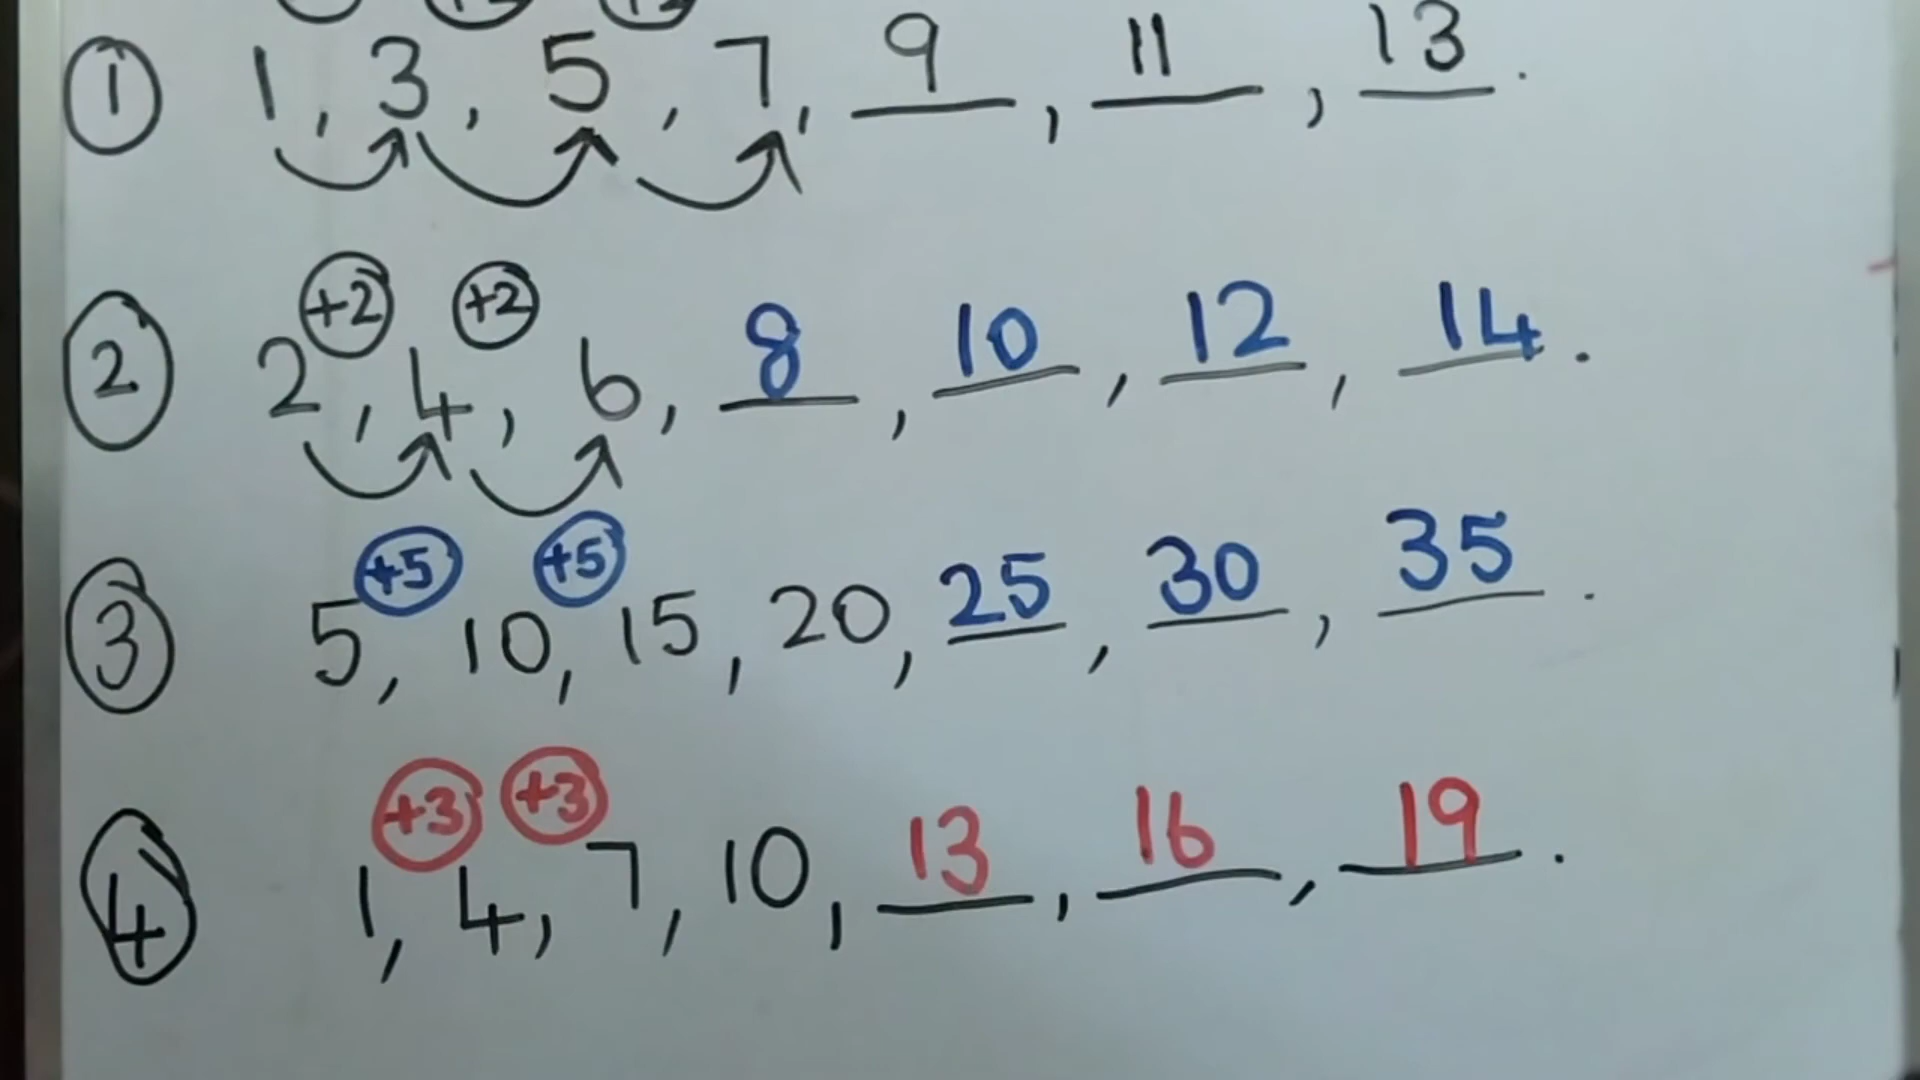 ① 1, 3, 5, 7, 9, 11, 13.
+2 +2
② 2, 4, 6, 8, 10, 12, 14.
+5 +5
③ 5, 10, 15, 20, 25, 30, 35.
+3 +3
④ 1, 4, 7, 10, 13, 16, 19.